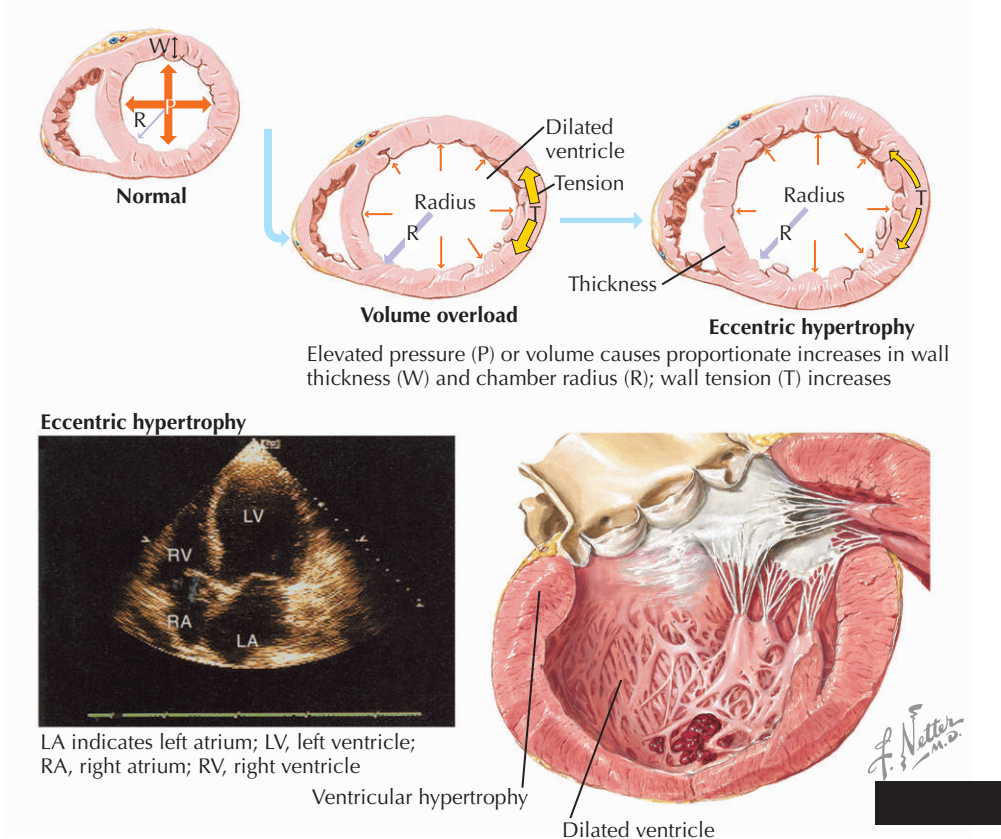 W
P
R
Normal
Dilated
ventricle
Tension
Radius
T
R
Volume overload
Radius
T
R
Thickness
Eccentric hypertrophy
Elevated pressure (P) or volume causes proportionate increases in wall
thickness (W) and chamber radius (R); wall tension (T) increases
Eccentric hypertrophy
LV
RV
RA
LA
LA indicates left atrium; LV, left ventricle;
RA, right atrium; RV, right ventricle
Ventricular hypertrophy
Dilated ventricle
F. Netter
M.D.